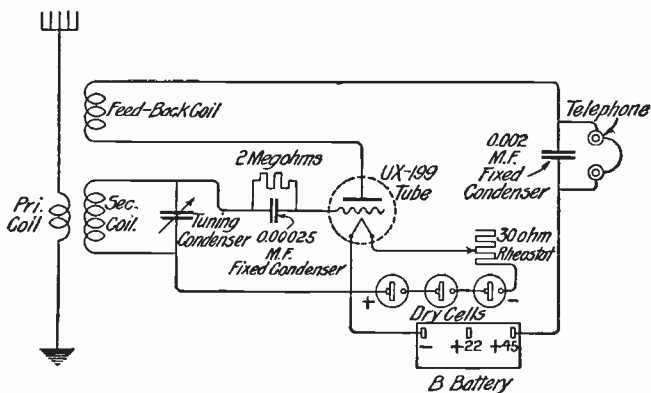 Feed-Back Coil
Telephone
0.002
M.F.
Fixed
Condenser
2 Megohms
UX-199
Tube
Pri.
Coil
Sec.
Coil.
Tuning
Condenser
0.00025
M.F.
Fixed Condenser
30 ohm
Rheostat
+ -
Dry Cells
- +22 +45
B Battery